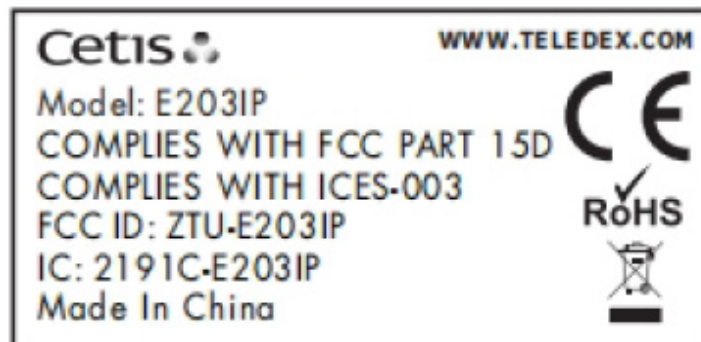 Cetis
WWW.TELEDEX.COM
Model: E203IP
COMPLIES WITH FCC PART 15D
COMPLIES WITH ICES-003
FCC ID: ZTU-E203IP
IC: 2191C-E203IP
Made In China
CE
RoHS